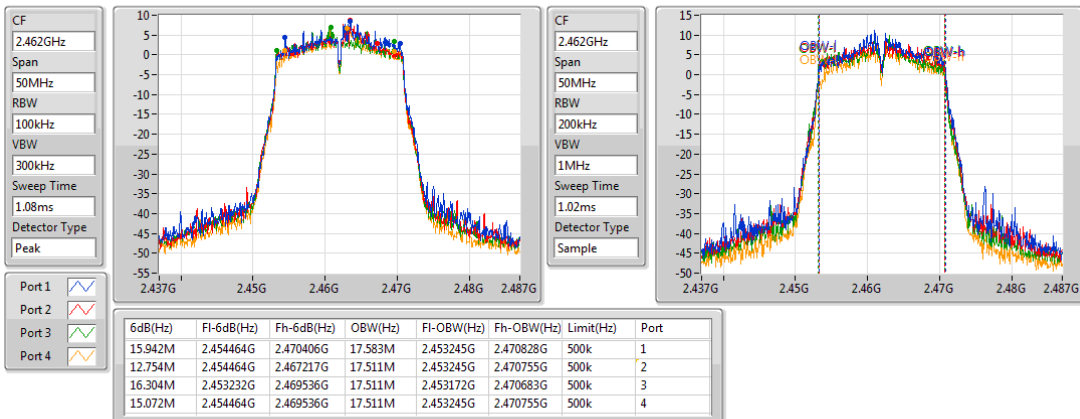 CF
2.462GHz
Span
50MHz
RBW
100kHz
VBW
300kHz
Sweep Time
1.08ms
Detector Type
Peak
10
5
0
-5
-10
-15
-20
-25
-30
-35
-40
-45
-50
-55
2.437G 2.45G 2.46G 2.47G 2.48G 2.487G
CF
2.462GHz
Span
50MHz
RBW
200kHz
VBW
1MHz
Sweep Time
1.02ms
Detector Type
Sample
15
10
5
0
-5
-10
-15
-20
-25
-30
-35
-40
-45
-50
OBW-l OBW-h
2.437G 2.45G 2.46G 2.47G 2.48G 2.487G
Port 1
Port 2
Port 3
Port 4
6dB(Hz) Fl-6dB(Hz) Fh-6dB(Hz) OBW(Hz) Fl-OBW(Hz) Fh-OBW(Hz) Limit(Hz) Port
15.942M 2.454464G 2.470406G 17.583M 2.453245G 2.470828G 500k 1
12.754M 2.454464G 2.467217G 17.511M 2.453245G 2.470755G 500k 2
16.304M 2.453232G 2.469536G 17.511M 2.453172G 2.470683G 500k 3
15.072M 2.454464G 2.469536G 17.511M 2.453245G 2.470755G 500k 4